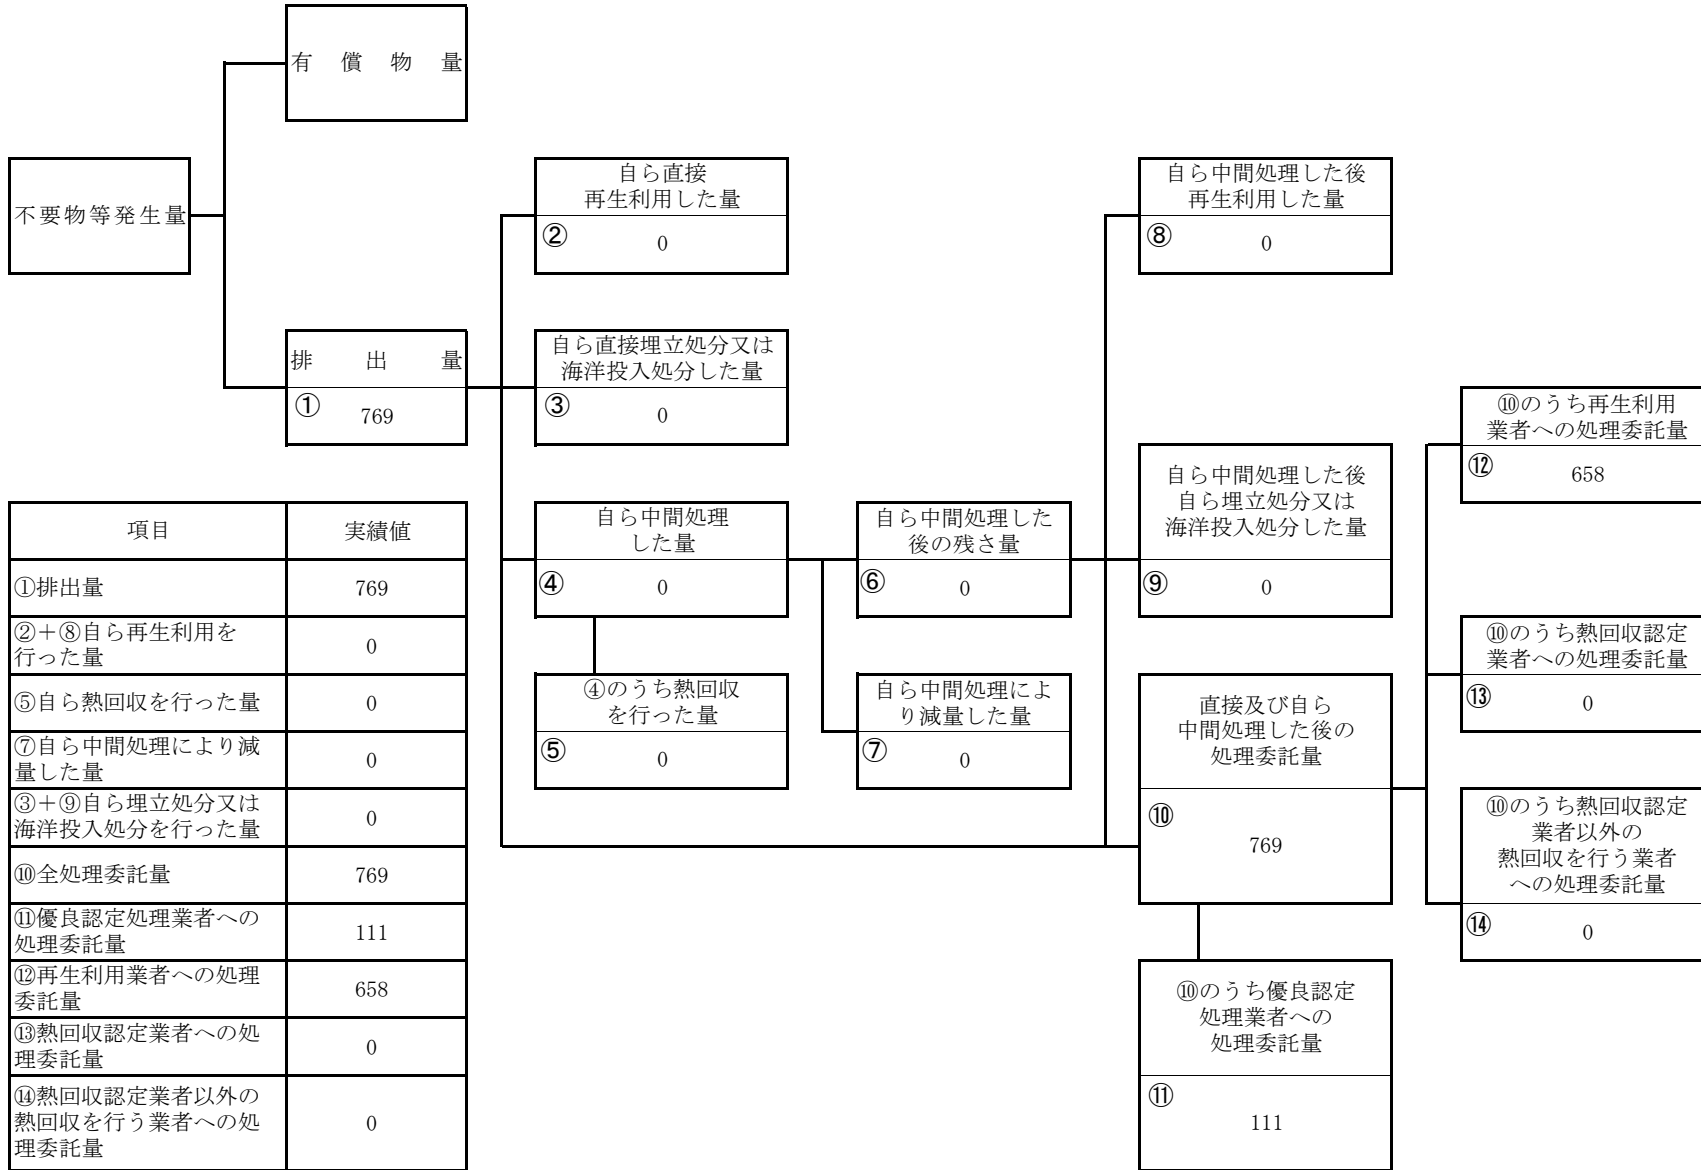 有償物量
不要物等発生量
自ら直接
再生利用した量
② 0
自ら中間処理した後
再生利用した量
⑧ 0
排出量
① 769
自ら直接埋立処分又は
海洋投入処分した量
③ 0
⑩のうち再生利用
業者への処理委託量
⑫ 658
自ら中間処理
した量
④ 0
自ら中間処理した
後の残さ量
⑥ 0
自ら中間処理した後
自ら埋立処分又は
海洋投入処分した量
⑨ 0
⑩のうち熱回収認定
業者への処理委託量
⑬ 0
④のうち熱回収
を行った量
⑤ 0
自ら中間処理によ
り減量した量
⑦ 0
直接及び自ら
中間処理した後の
処理委託量
⑩ 769
⑩のうち熱回収認定
業者以外の
熱回収を行う業者
への処理委託量
⑭ 0
⑩のうち優良認定
処理業者への
処理委託量
⑪ 111
項目 実績値
①排出量 769
②+⑧自ら再生利用を
行った量 0
⑤自ら熱回収を行った量 0
⑦自ら中間処理により減
量した量 0
③+⑨自ら埋立処分又は
海洋投入処分を行った量 0
⑩全処理委託量 769
⑪優良認定処理業者への
処理委託量 111
⑫再生利用業者への処理
委託量 658
⑬熱回収認定業者への処
理委託量 0
⑭熱回収認定業者以外の
熱回収を行う業者への処
理委託量 0